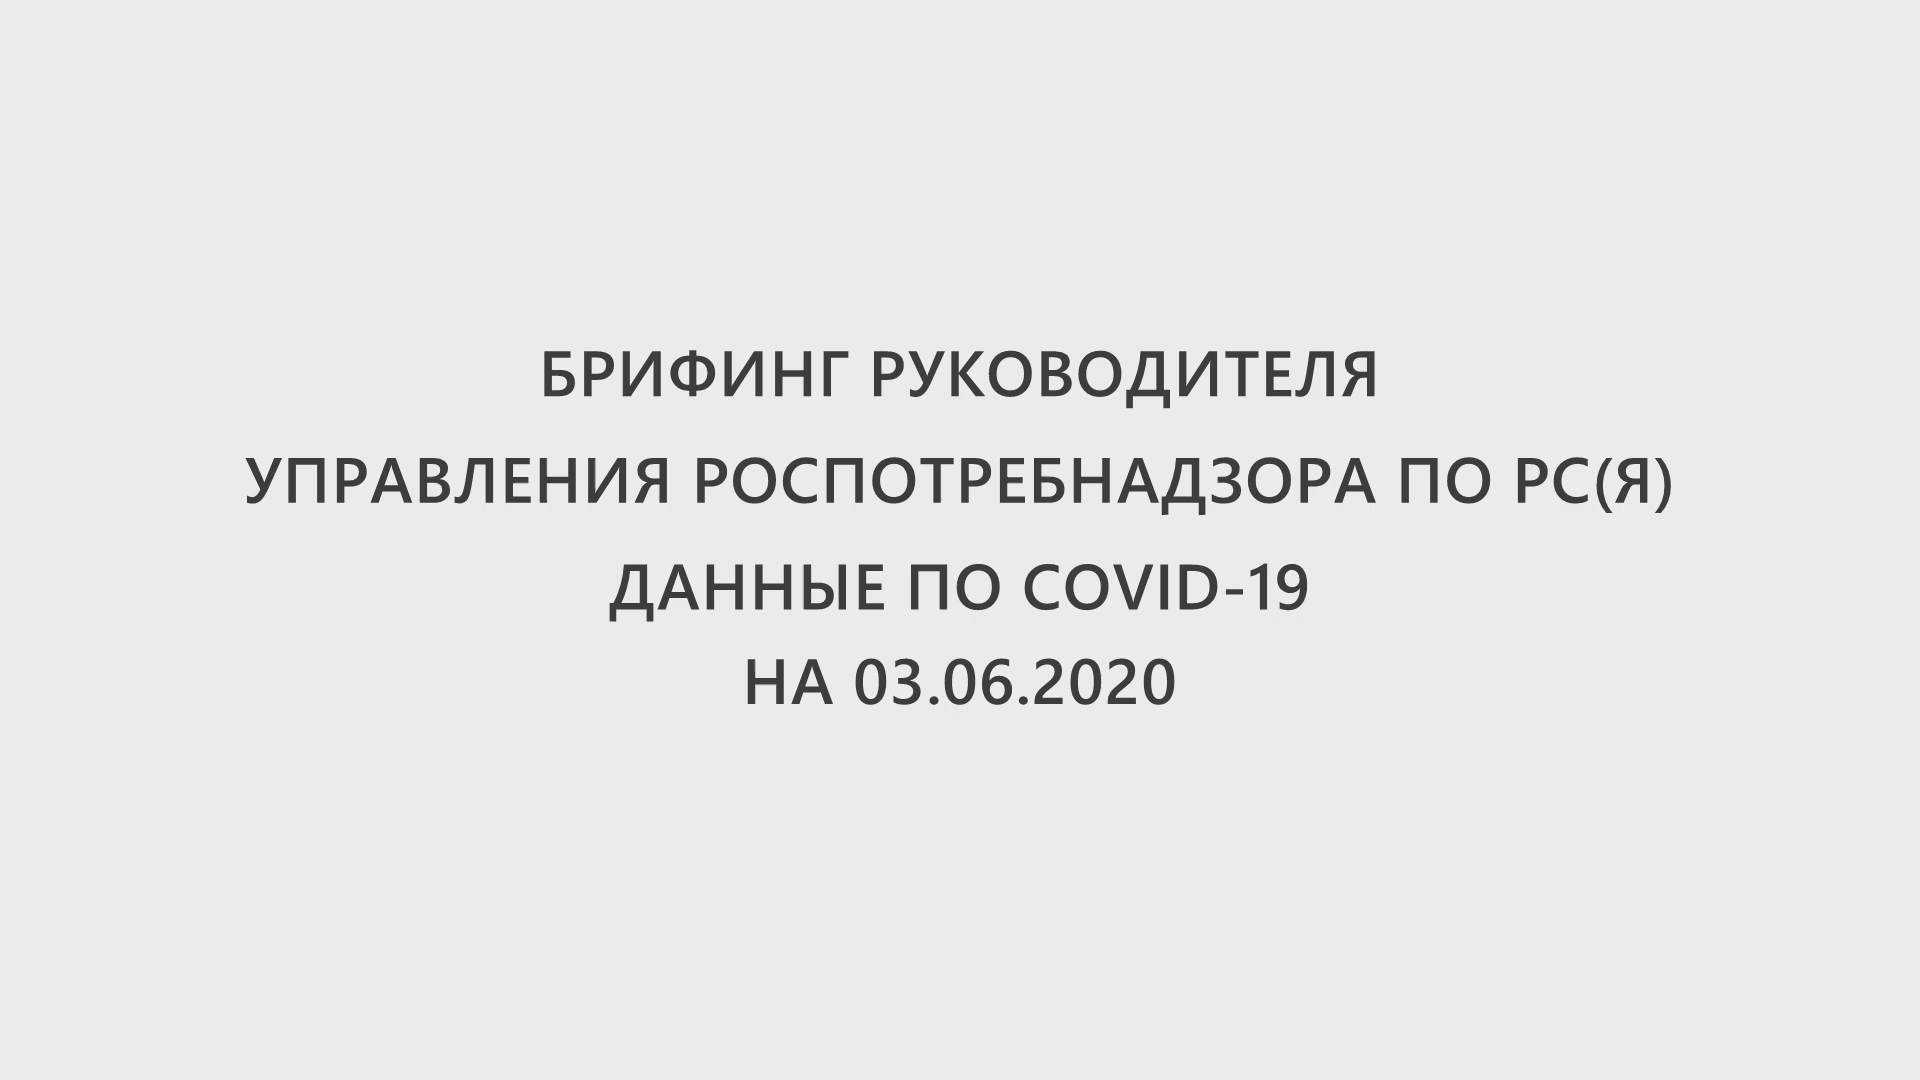 БРИФИНГ РУКОВОДИТЕЛЯ
УПРАВЛЕНИЯ РОСПОТРЕБНАДЗОРА ПО РС(Я)
ДАННЫЕ ПО COVID-19
НА 03.06.2020